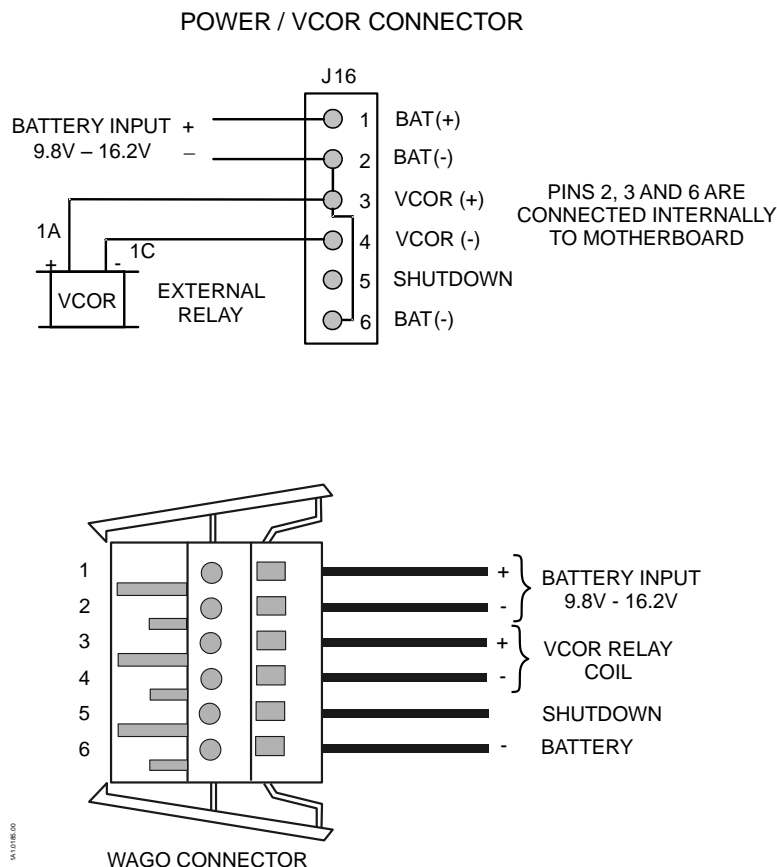 POWER / VCOR CONNECTOR
J16
BATTERY INPUT +
9.8V – 16.2V –
1 BAT(+)
2 BAT(-)
3 VCOR (+)
4 VCOR (-)
5 SHUTDOWN
6 BAT(-)
PINS 2, 3 AND 6 ARE
CONNECTED INTERNALLY
TO MOTHERBOARD
1A
1C
+ -
VCOR
EXTERNAL
RELAY
1
2
3
4
5
6
+
-
BATTERY INPUT
9.8V - 16.2V
+
-
VCOR RELAY
COIL
SHUTDOWN
- BATTERY
WAGO CONNECTOR